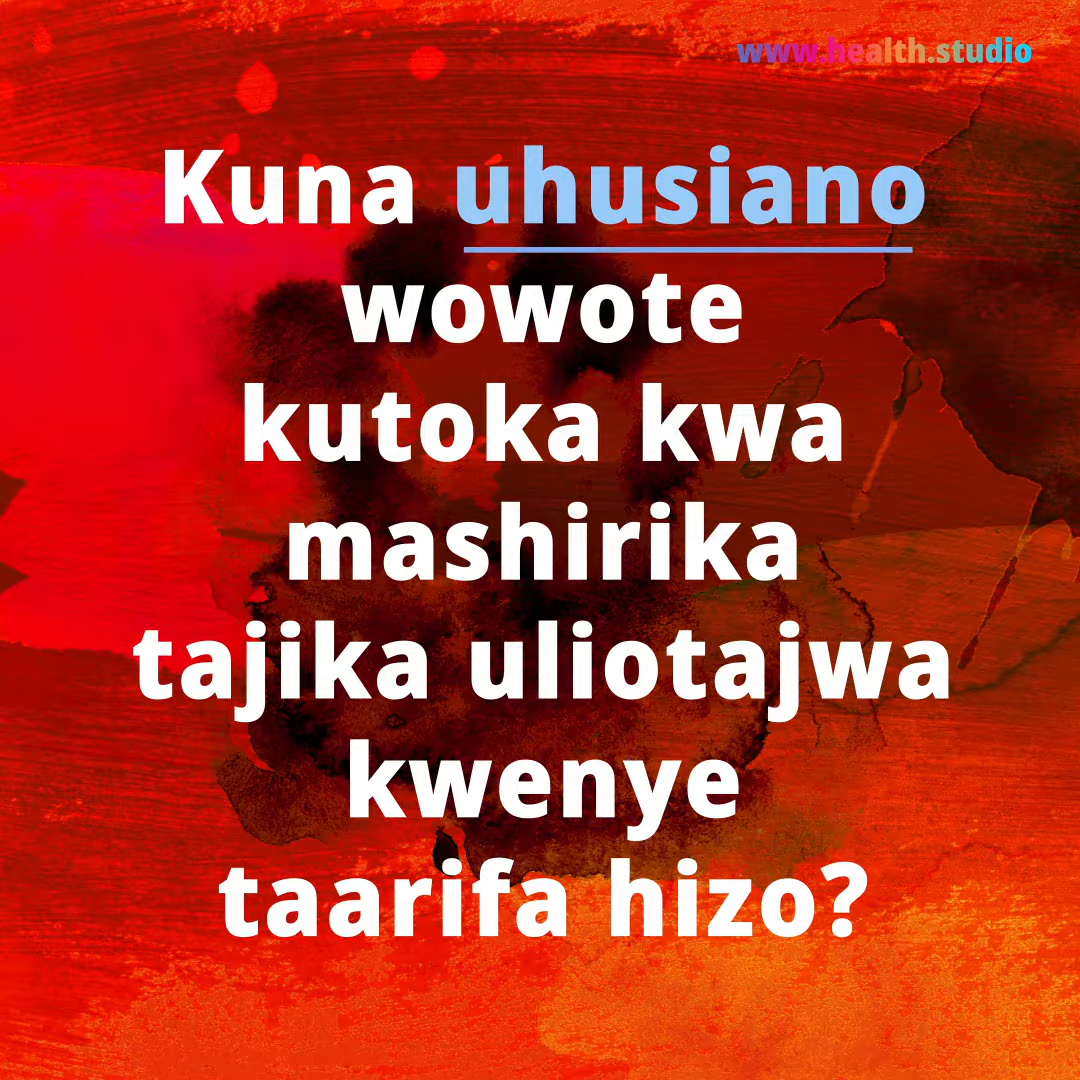 www.health.studio
Kuna uhusiano
wowote
kutoka kwa
mashirika
tajika uliotajwa
kwenye
taarifa hizo?